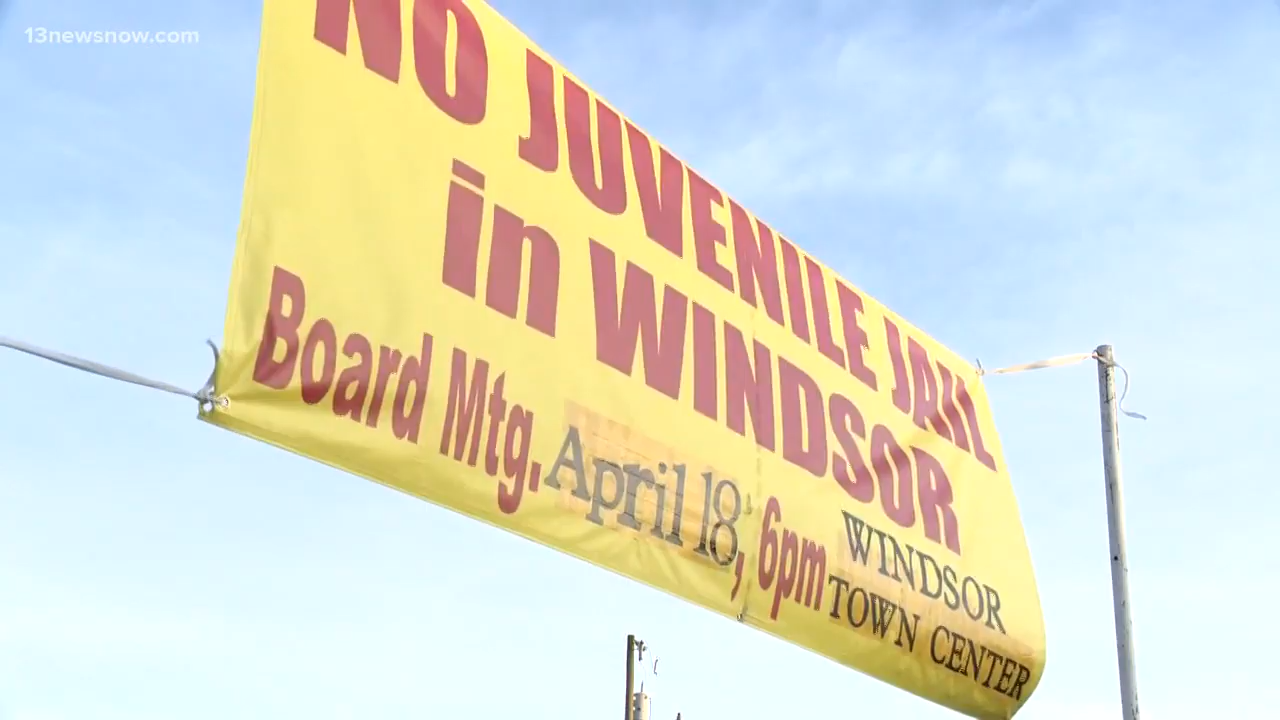 13newsnow.com
NO JUVENILE JAIL
in WINDSOR
Board Mtg. April 18, 6pm WINDSOR
TOWN CENTER